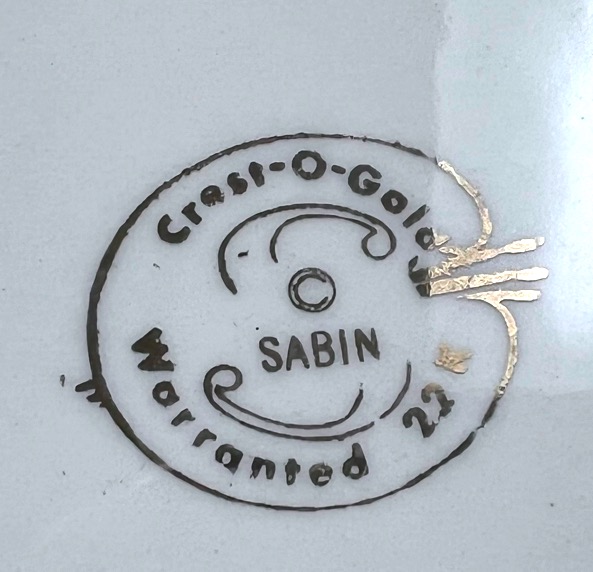 Crest-O-Gold
©
SABIN
Warranted 22 K